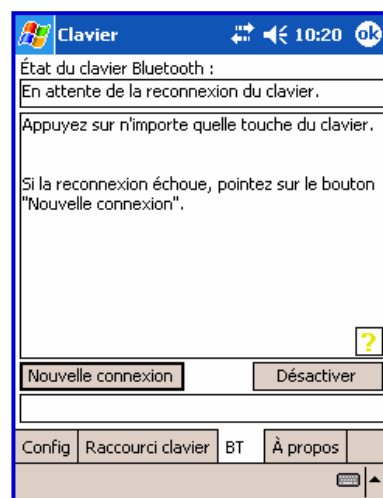 Clavier 10:20 ok
État du clavier Bluetooth :
En attente de la reconnexion du clavier.
Appuyez sur n'importe quelle touche du clavier.
Si la reconnexion échoue, pointez sur le bouton
"Nouvelle connexion".
?
Nouvelle connexion Désactiver
Config Raccourci clavier BT À propos